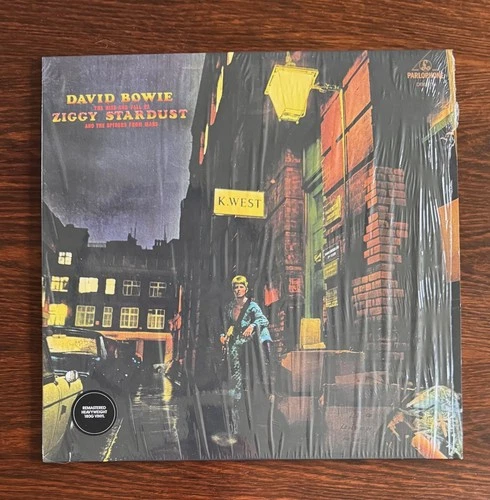 DAVID BOWIE
THE RISE AND FALL OF
ZIGGY STARDUST
AND THE SPIDERS FROM MARS
PARLOPHONE
K.WEST
REMASTERED
HEAVYWEIGHT
180G VINYL